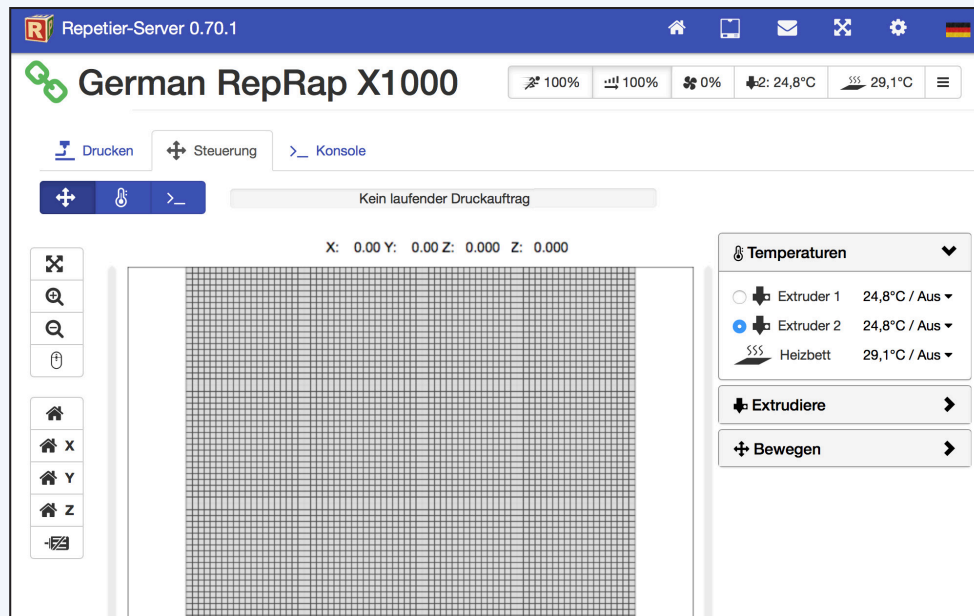 Repetier-Server 0.70.1
German RepRap X1000
100%
100%
0%
2: 24,8°C
29,1°C
Drucken
Steuerung
>_ Konsole
>_
Kein laufender Druckauftrag
X: 0.00 Y: 0.00 Z: 0.000 Z: 0.000
Temperaturen
Extruder 1 24,8°C / Aus
Extruder 2 24,8°C / Aus
Heizbett 29,1°C / Aus
Extrudiere
Bewegen
X
Y
Z